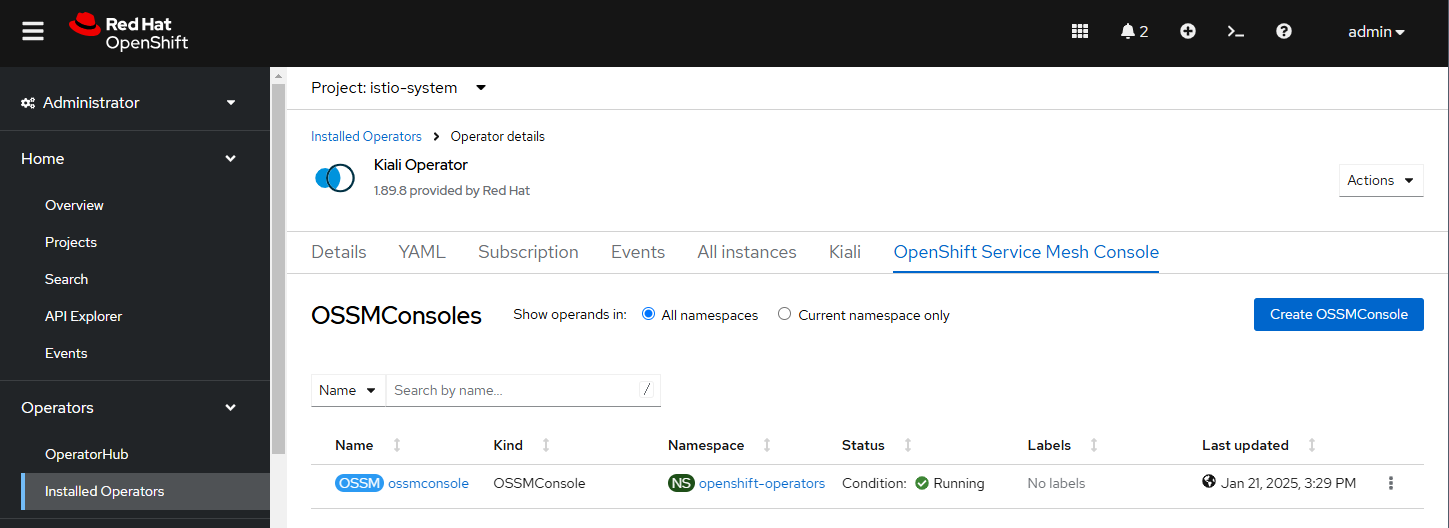 Red Hat
OpenShift
2
admin
Administrator
Home
Overview
Projects
Search
API Explorer
Events
Operators
OperatorHub
Installed Operators
Project: istio-system
Installed Operators > Operator details
Kiali Operator
1.89.8 provided by Red Hat
Actions
Details YAML Subscription Events All instances Kiali OpenShift Service Mesh Console
OSSMConsoles Show operands in: All namespaces Current namespace only Create OSSMConsole
Name Search by name... /
Name Kind Namespace Status Labels Last updated
OSSM ossmconsole OSSMConsole NS openshift-operators Condition: Running No labels Jan 21, 2025, 3:29 PM